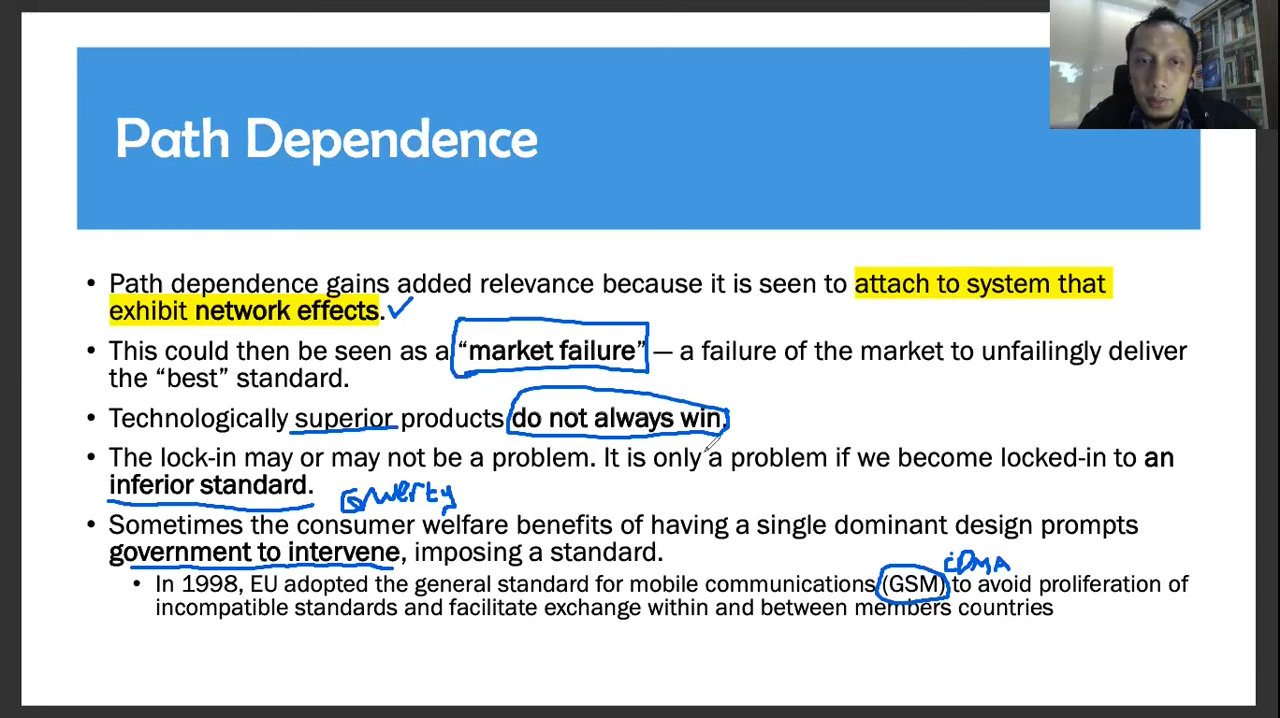 Path Dependence
• Path dependence gains added relevance because it is seen to attach to system that
exhibit network effects.
• This could then be seen as a “market failure” — a failure of the market to unfailingly deliver
the “best” standard.
• Technologically superior products do not always win.
• The lock-in may or may not be a problem. It is only a problem if we become locked-in to an
inferior standard.
Qwerty
• Sometimes the consumer welfare benefits of having a single dominant design prompts
government to intervene, imposing a standard.
CDMA
• In 1998, EU adopted the general standard for mobile communications (GSM) to avoid proliferation of
incompatible standards and facilitate exchange within and between members countries